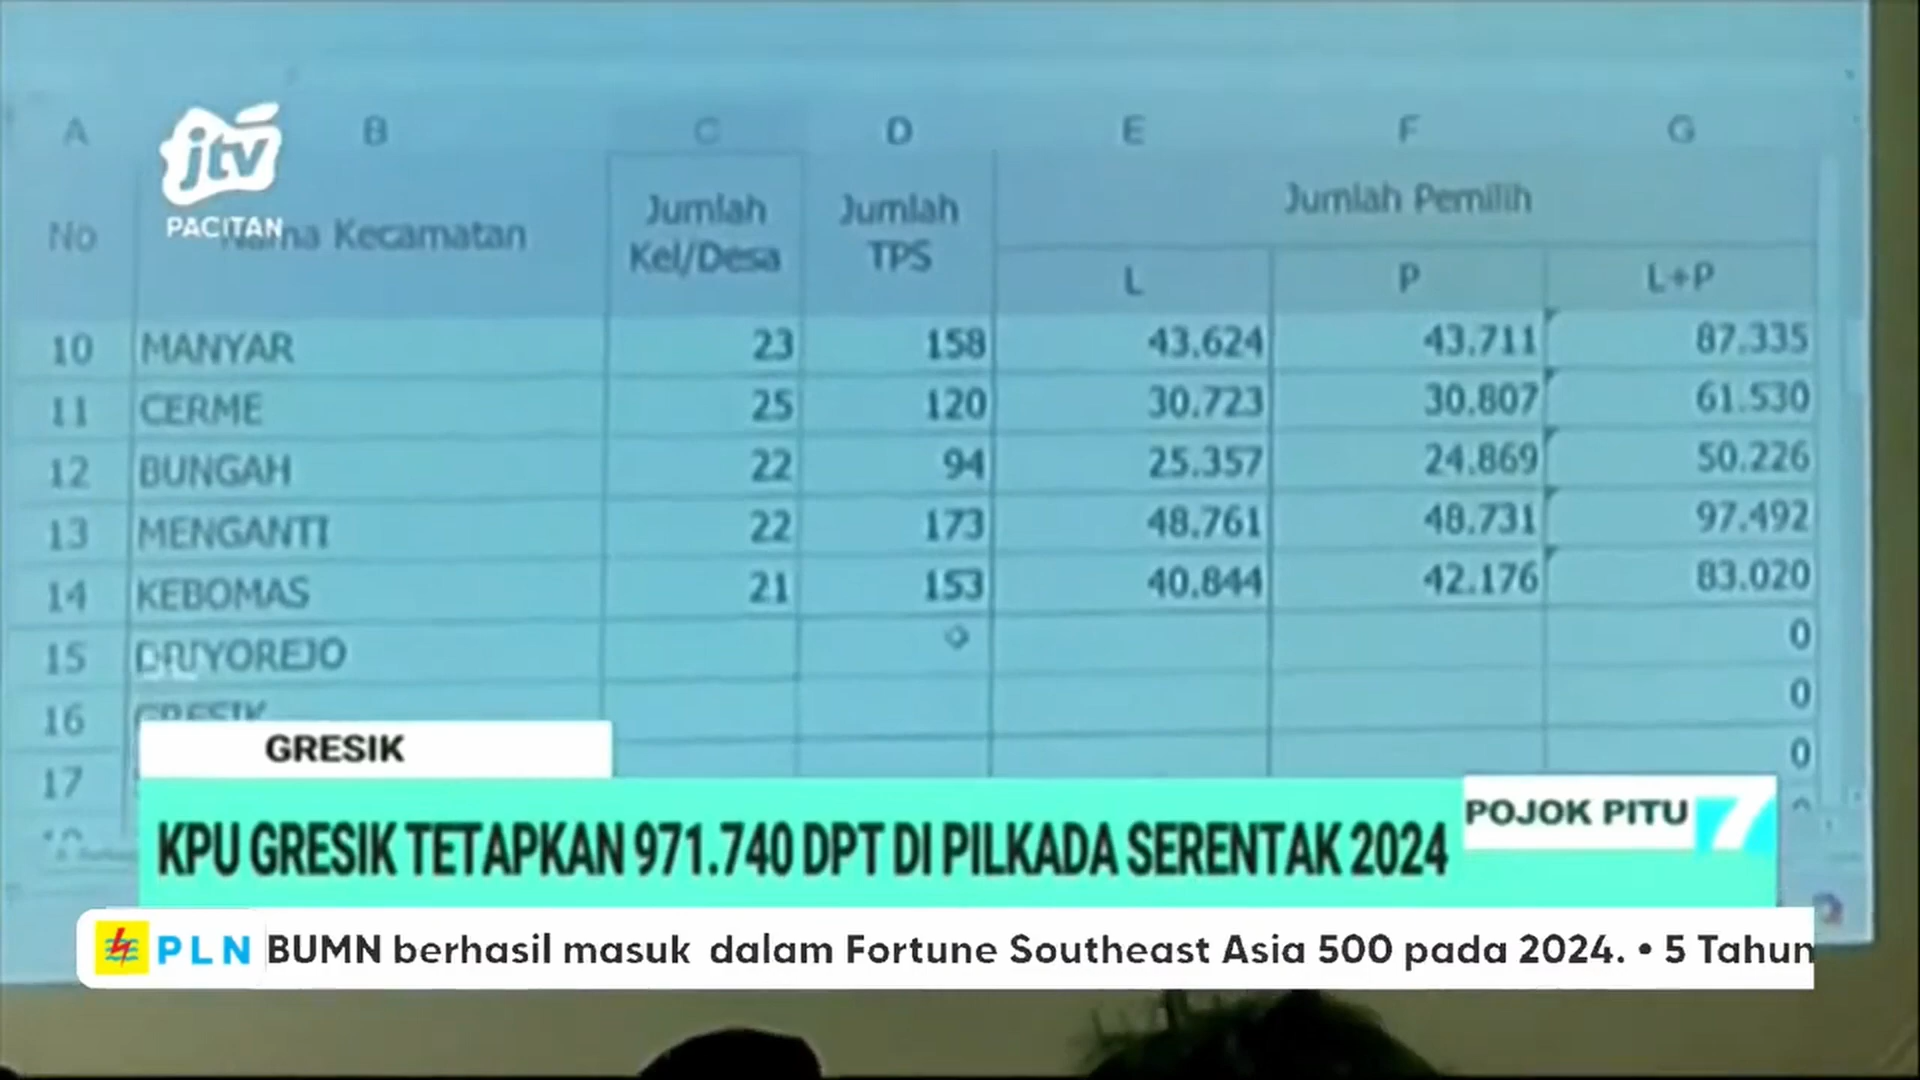 A B C D E F G
jtv
PACITAN
No Nama Kecamatan Jumlah Kel/Desa Jumlah TPS Jumlah Pemilih
L P L+P
10 MANYAR 23 158 43.624 43.711 87.335
11 CERME 25 120 30.723 30.807 61.530
12 BUNGAH 22 94 25.357 24.869 50.226
13 MENGANTI 22 173 48.761 48.731 97.492
14 KEBOMAS 21 153 40.844 42.176 83.020
15 DRIYOREJO 0
16 GRESIK 0
17 0
GRESIK
KPU GRESIK TETAPKAN 971.740 DPT DI PILKADA SERENTAK 2024
POJOK PITU 7
PLN BUMN berhasil masuk dalam Fortune Southeast Asia 500 pada 2024. • 5 Tahun